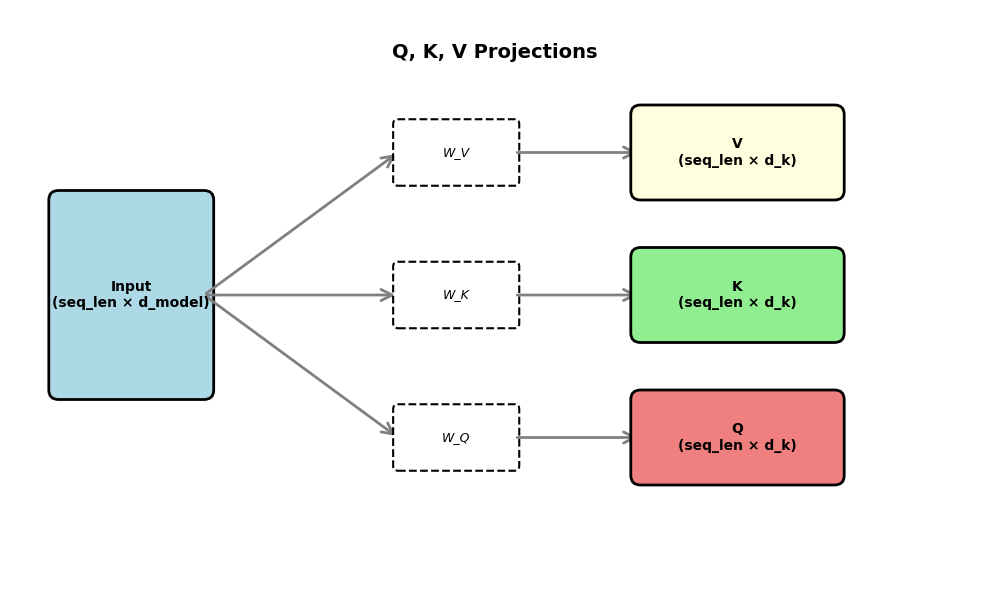 Q, K, V Projections
Input
(seq_len × d_model)
W_V
V
(seq_len × d_k)
W_K
K
(seq_len × d_k)
W_Q
Q
(seq_len × d_k)